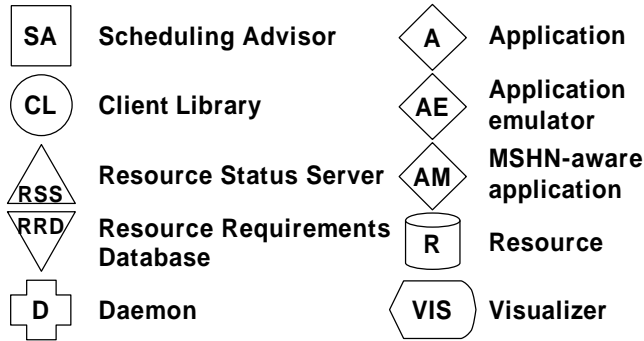 SA Scheduling Advisor
CL Client Library
RSS Resource Status Server
RRD Resource Requirements
Database
D Daemon
A Application
AE Application
emulator
AM MSHN-aware
application
R Resource
VIS Visualizer